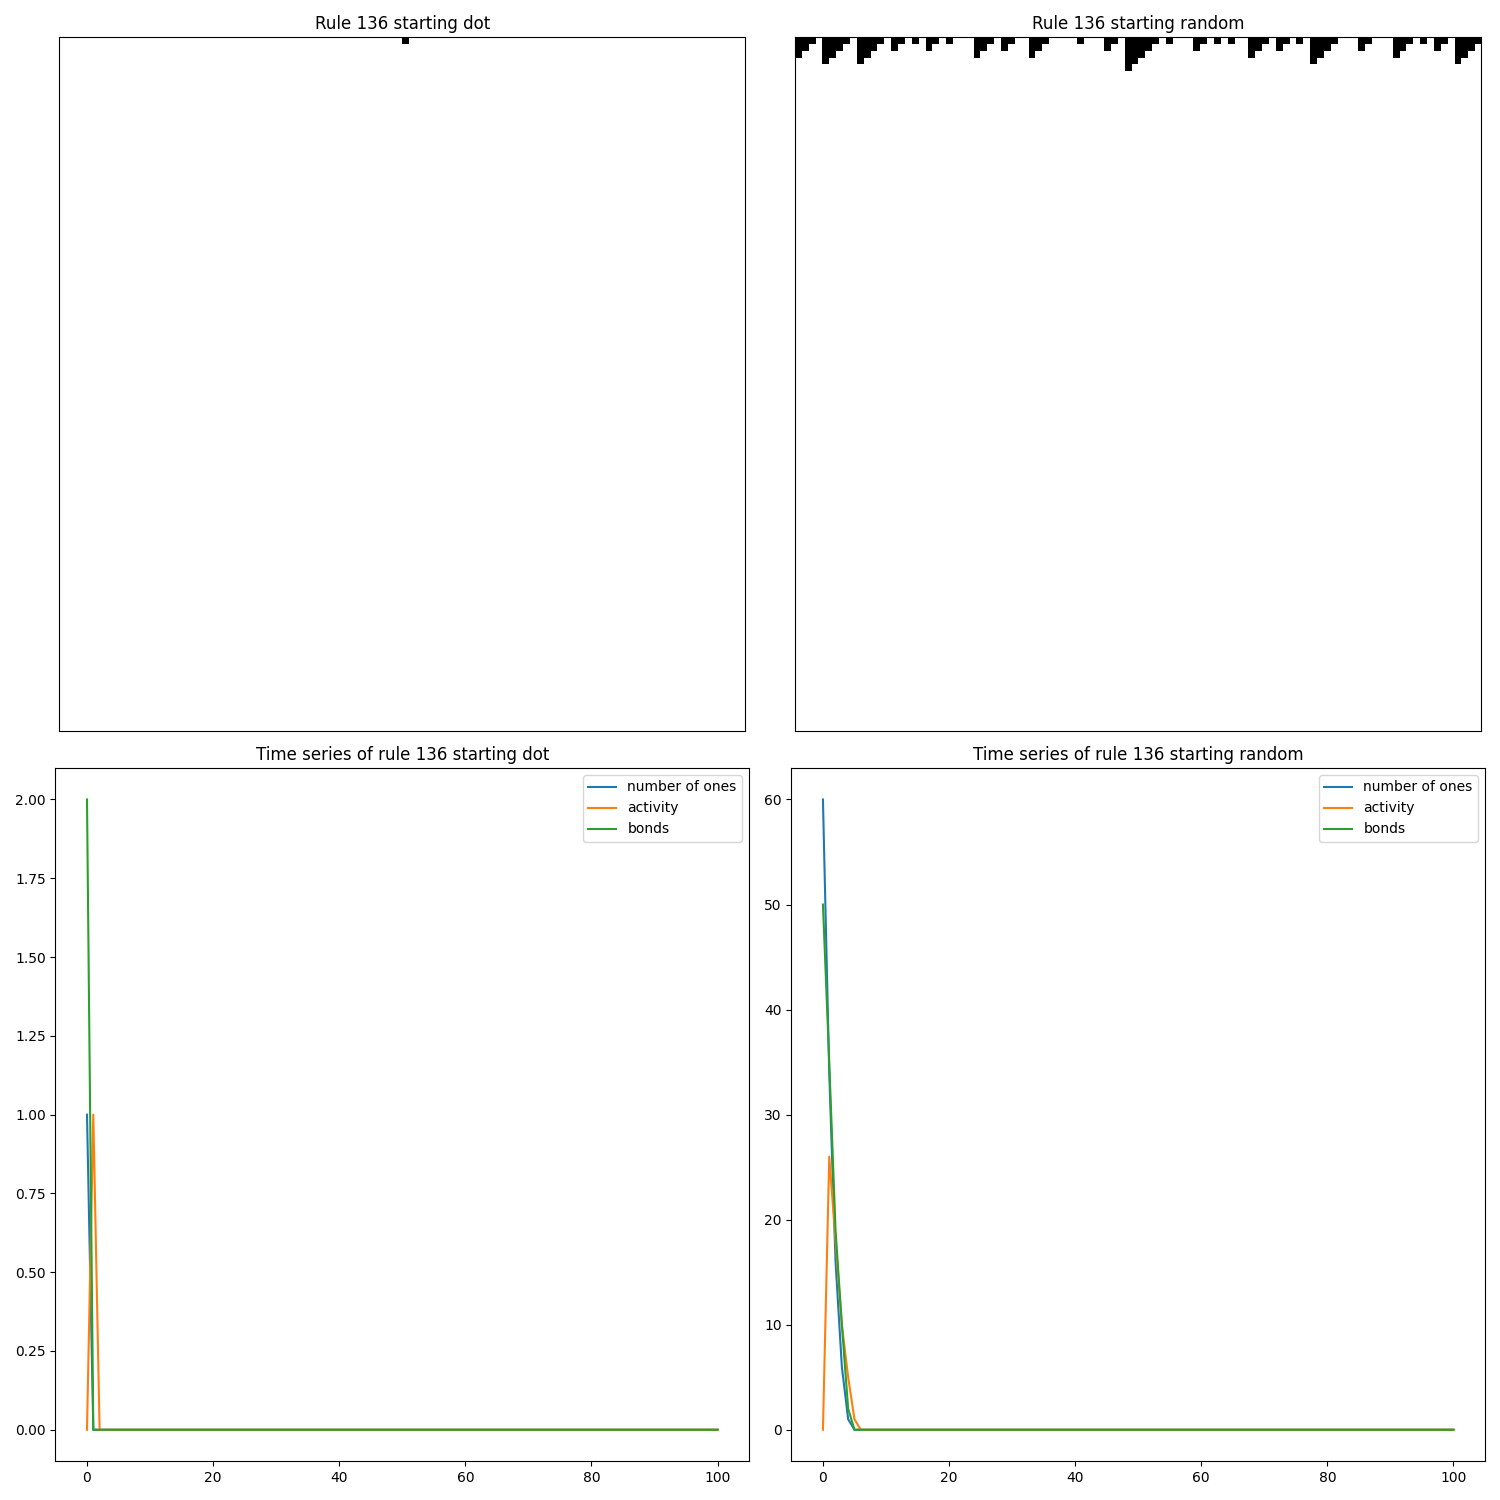 Rule 136 starting dot
Rule 136 starting random
Time series of rule 136 starting dot
number of ones
activity
bonds
2.00
1.75
1.50
1.25
1.00
0.75
0.50
0.25
0.00
0 20 40 60 80 100
Time series of rule 136 starting random
number of ones
activity
bonds
60
50
40
30
20
10
0
0 20 40 60 80 100